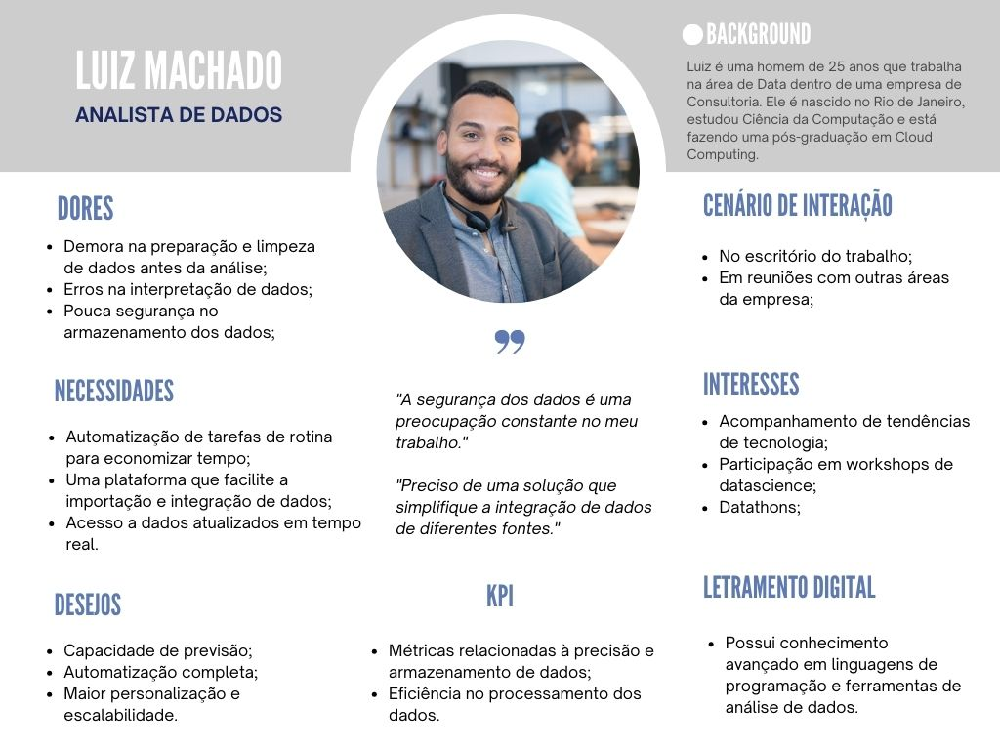 LUIZ MACHADO
ANALISTA DE DADOS
BACKGROUND
Luiz é uma homem de 25 anos que trabalha
na área de Data dentro de uma empresa de
Consultoria. Ele é nascido no Rio de Janeiro,
estudou Ciência da Computação e está
fazendo uma pós-graduação em Cloud
Computing.
DORES
• Demora na preparação e limpeza
de dados antes da análise;
• Erros na interpretação de dados;
• Pouca segurança no
armazenamento dos dados;
NECESSIDADES
• Automatização de tarefas de rotina
para economizar tempo;
• Uma plataforma que facilite a
importação e integração de dados;
• Acesso a dados atualizados em tempo
real.
DESEJOS
• Capacidade de previsão;
• Automatização completa;
• Maior personalização e
escalabilidade.
”
"A segurança dos dados é uma
preocupação constante no meu
trabalho."
"Preciso de uma solução que
simplifique a integração de dados
de diferentes fontes."
KPI
• Métricas relacionadas à precisão e
armazenamento de dados;
• Eficiência no processamento dos
dados.
CENÁRIO DE INTERAÇÃO
• No escritório do trabalho;
• Em reuniões com outras áreas
da empresa;
INTERESSES
• Acompanhamento de tendências
de tecnologia;
• Participação em workshops de
datascience;
• Datathons;
LETRAMENTO DIGITAL
• Possui conhecimento
avançado em linguagens de
programação e ferramentas de
análise de dados.